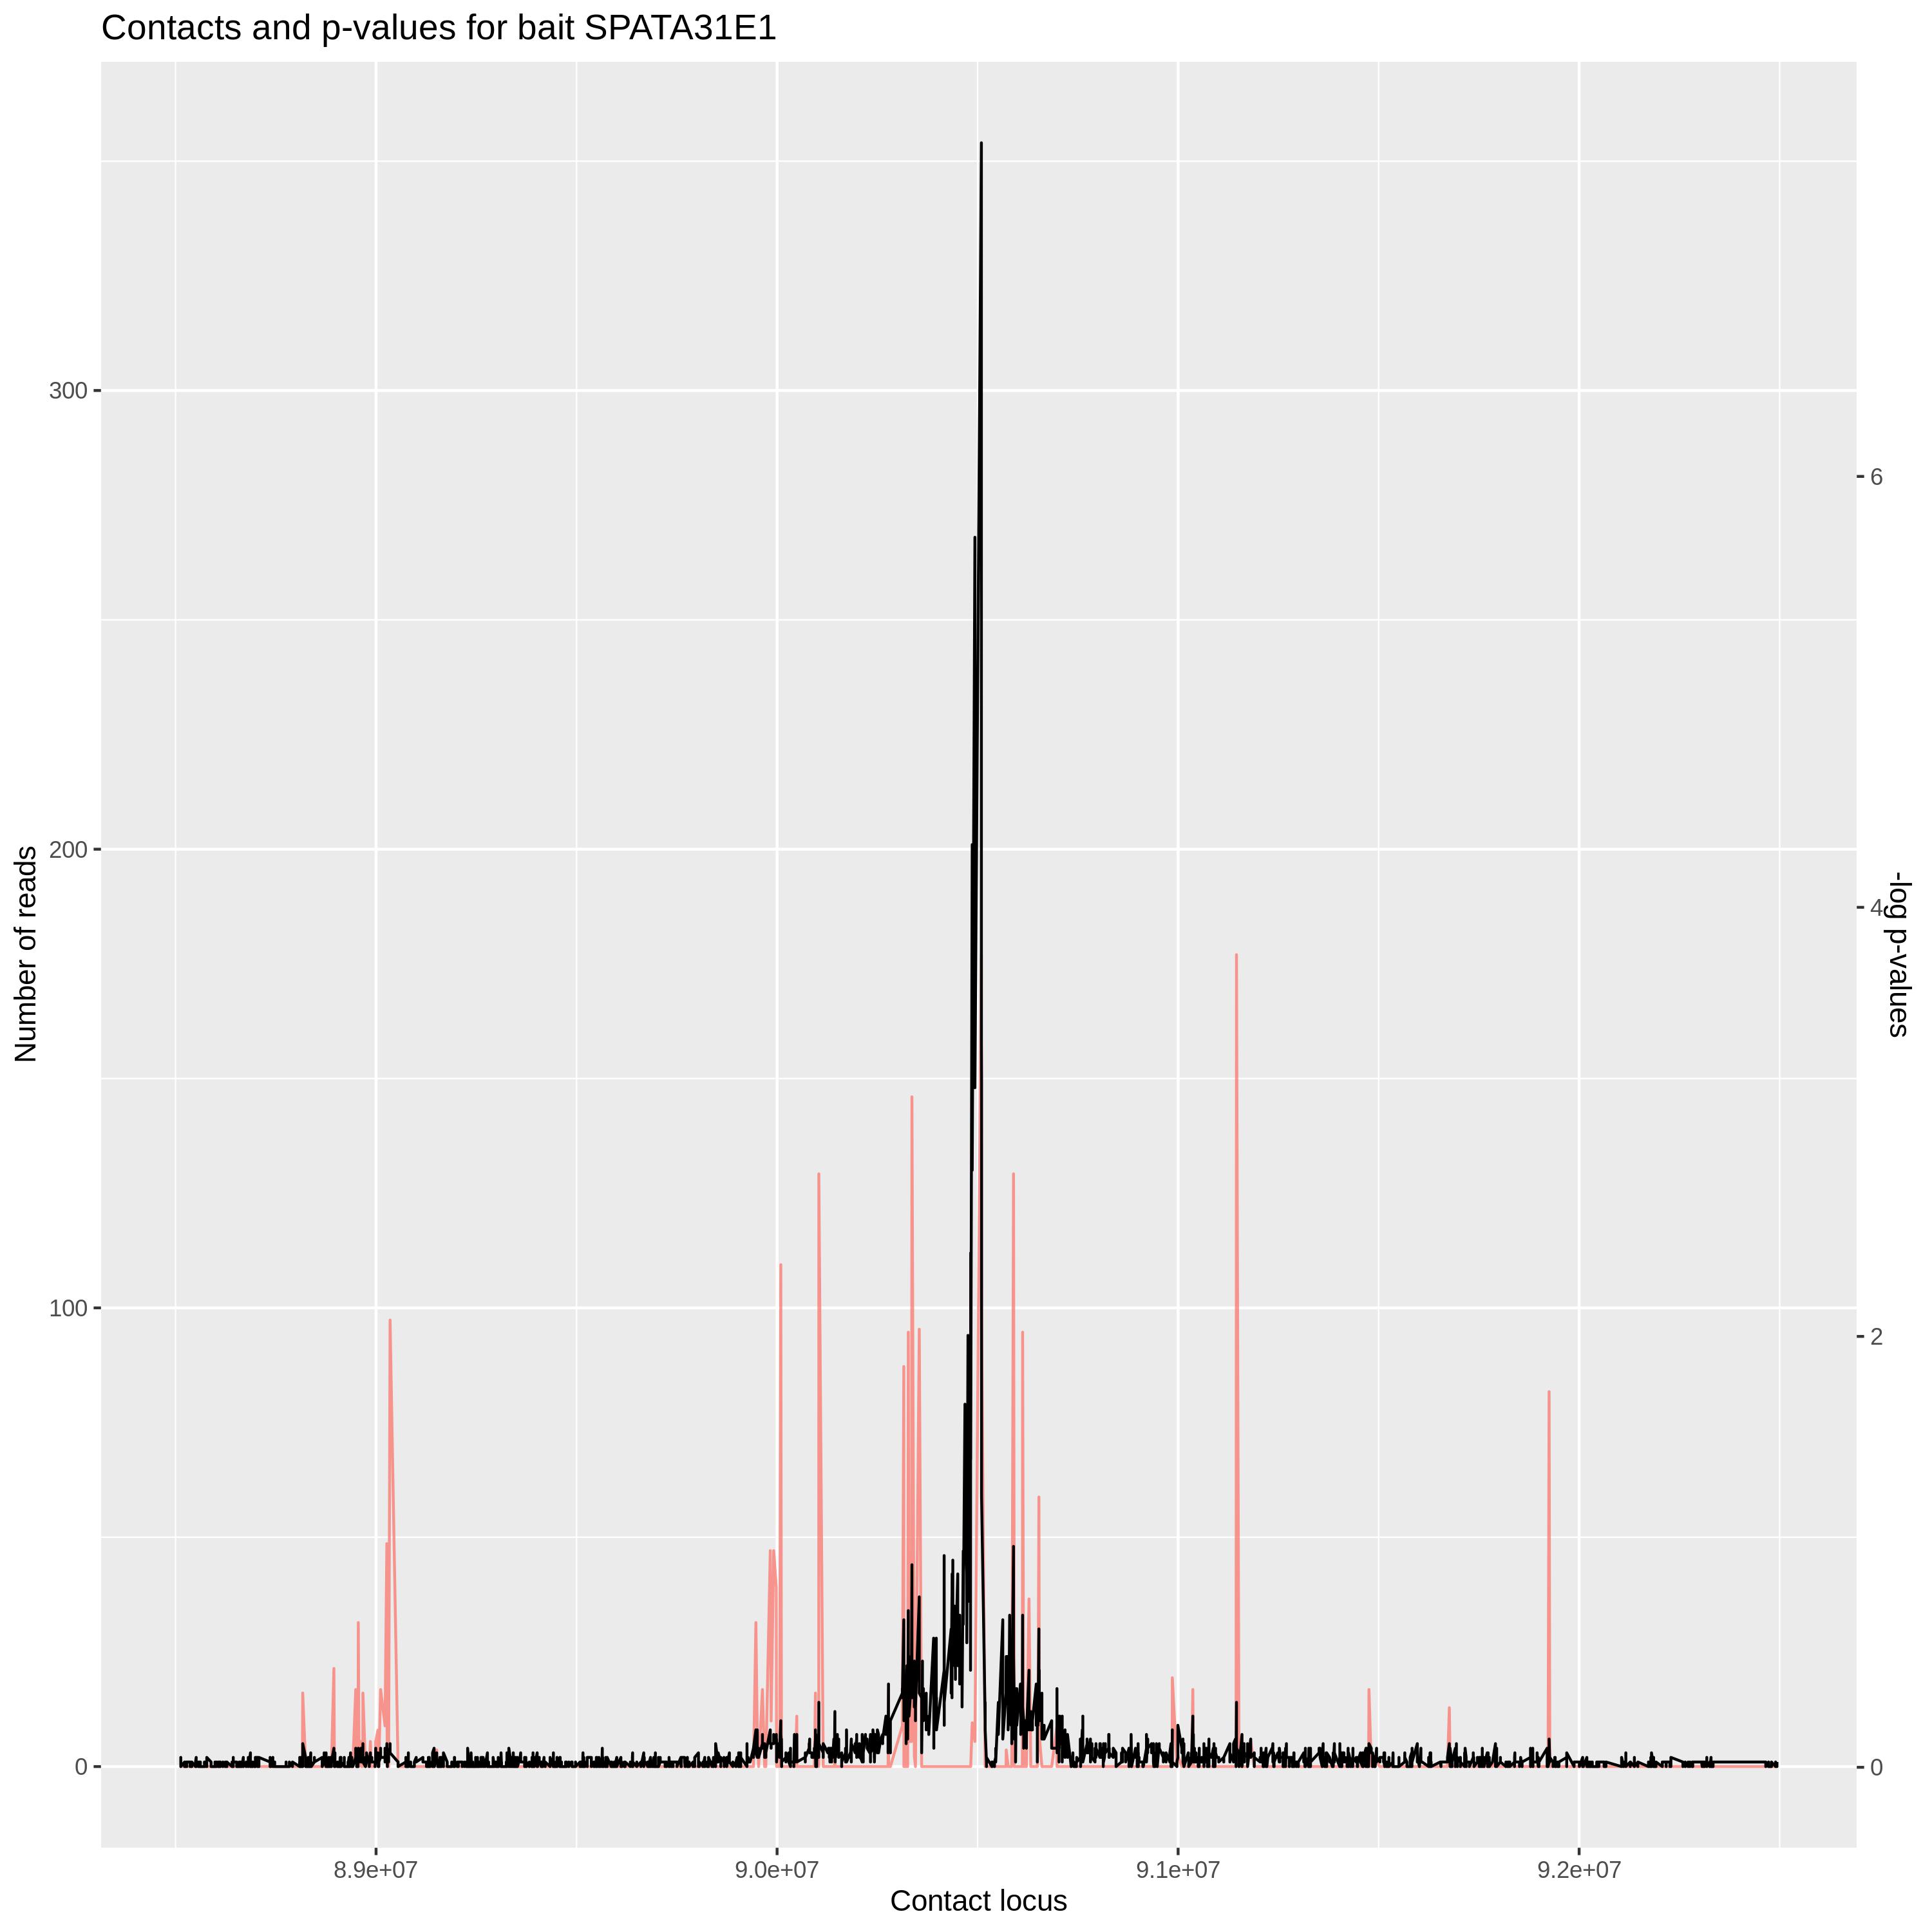 Contacts and p-values for bait SPATA31E1
Number of reads
300
200
100
0
6
4
2
0
-log p-values
8.9e+07 9.0e+07 9.1e+07 9.2e+07
Contact locus